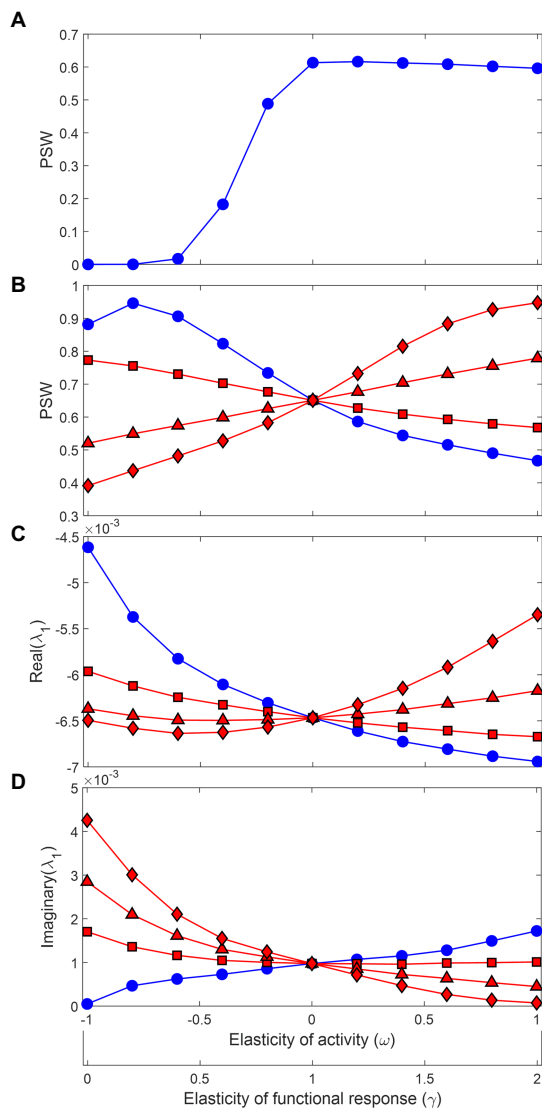 A
0.7
0.6
0.5
0.4
0.3
0.2
0.1
0
PSW
B
1
0.9
0.8
0.7
0.6
0.5
0.4
0.3
PSW
C
×10⁻³
-4.5
-5
-5.5
-6
-6.5
-7
Real(λ₁)
D
×10⁻³
5
4
3
2
1
0
Imaginary(λ₁)
-1 -0.5 0 0.5 1
Elasticity of activity (ω)
0 0.5 1 1.5 2
Elasticity of functional response (γ)